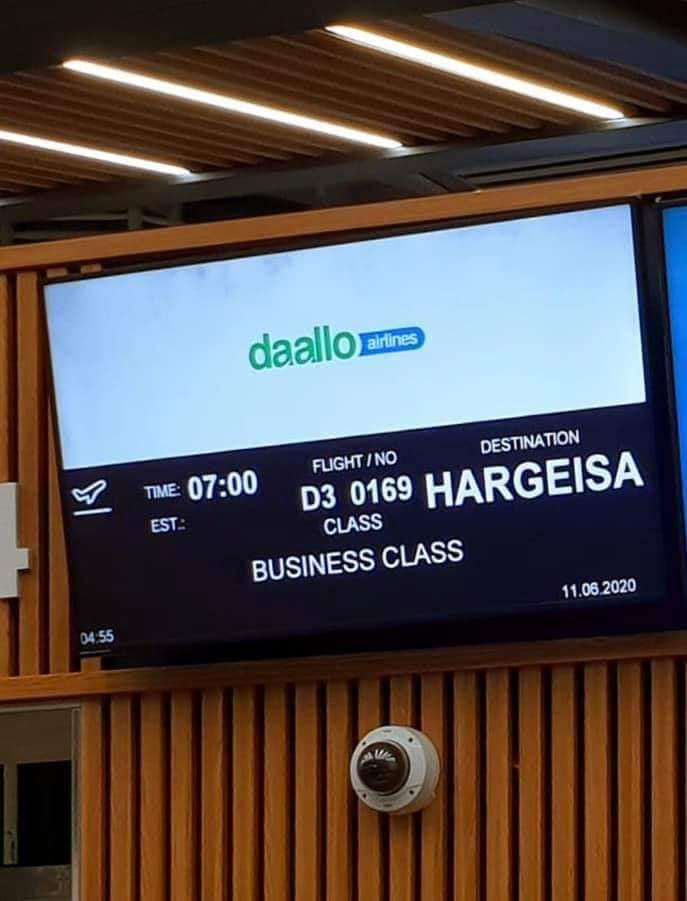 daallo airlines
TIME: 07:00
EST.:
FLIGHT / NO
D3 0169
CLASS
DESTINATION
HARGEISA
BUSINESS CLASS
11.06.2020
04:55